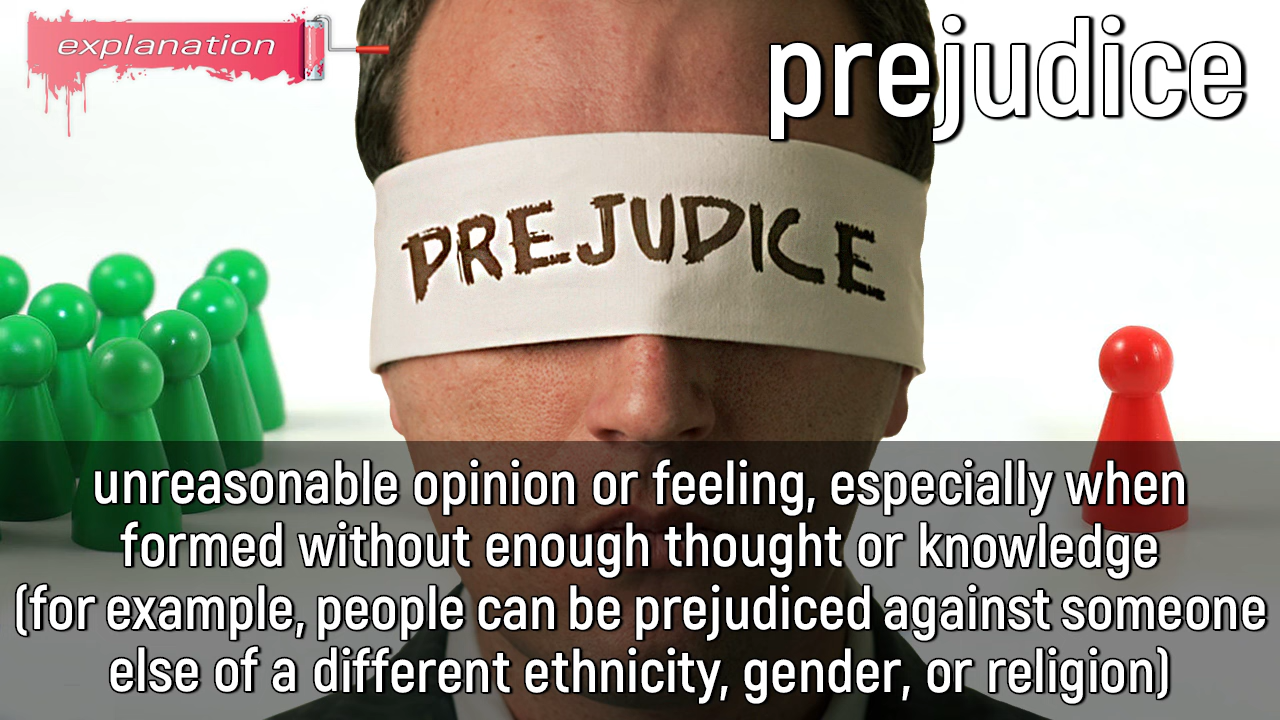 explanation
prejudice
PREJUDICE
unreasonable opinion or feeling, especially when
formed without enough thought or knowledge
(for example, people can be prejudiced against someone
else of a different ethnicity, gender, or religion)